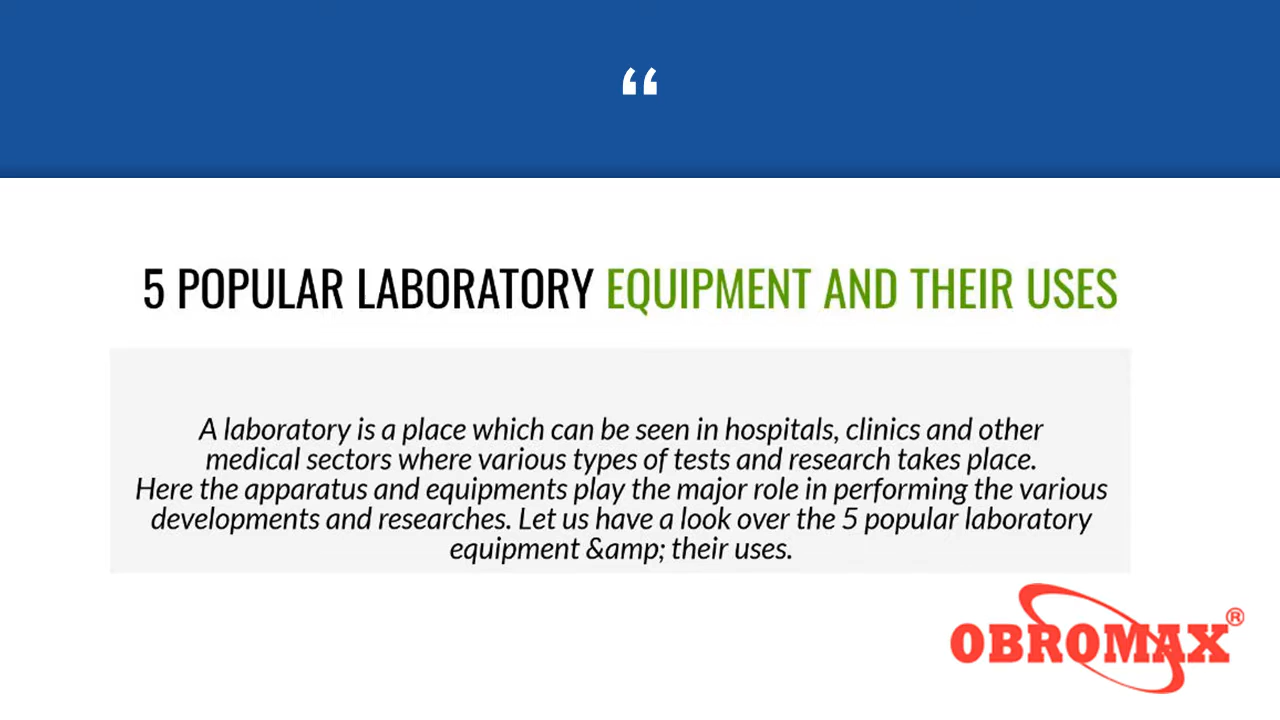 “
5 POPULAR LABORATORY EQUIPMENT AND THEIR USES
A laboratory is a place which can be seen in hospitals, clinics and other
medical sectors where various types of tests and research takes place.
Here the apparatus and equipments play the major role in performing the various
developments and researches. Let us have a look over the 5 popular laboratory
equipment &amp; their uses.
OBROMAX®